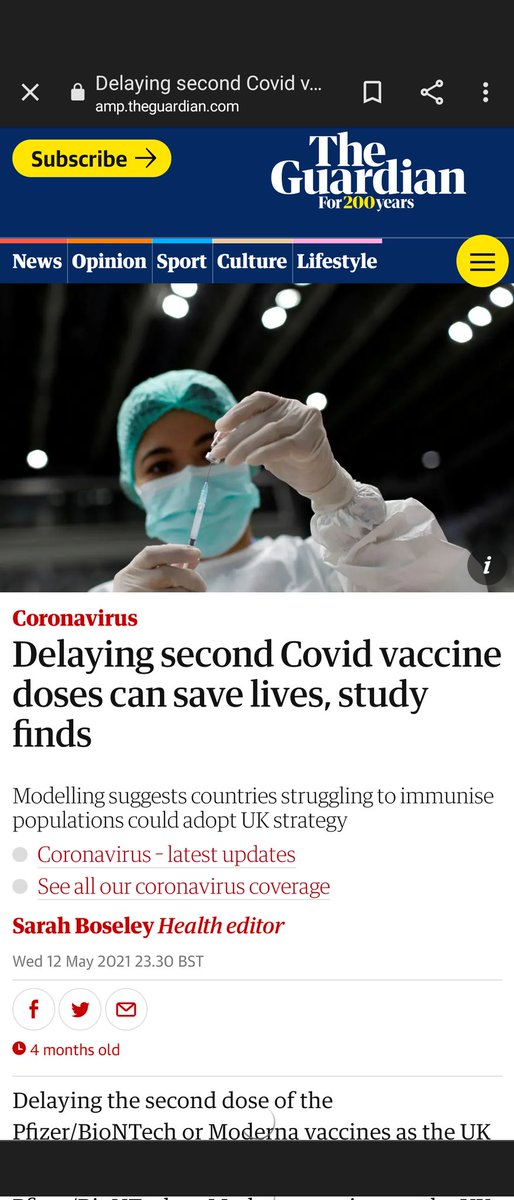 Delaying second Covid v...
amp.theguardian.com
Subscribe →
The
Guardian
For 200 years
News Opinion Sport Culture Lifestyle
i
Coronavirus
Delaying second Covid vaccine
doses can save lives, study
finds
Modelling suggests countries struggling to immunise
populations could adopt UK strategy
Coronavirus – latest updates
See all our coronavirus coverage
Sarah Boseley Health editor
Wed 12 May 2021 23.30 BST
4 months old
Delaying the second dose of the
Pfizer/BioNTech or Moderna vaccines as the UK